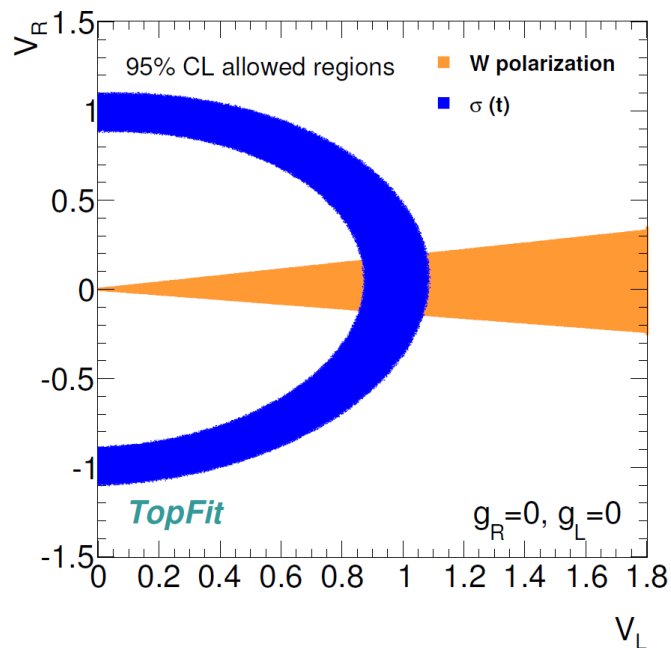 V_R
1.5
95% CL allowed regions
W polarization
σ (t)
1
0.5
0
-0.5
-1
TopFit
g_R=0, g_L=0
-1.5
0 0.2 0.4 0.6 0.8 1 1.2 1.4 1.6 1.8
V_L